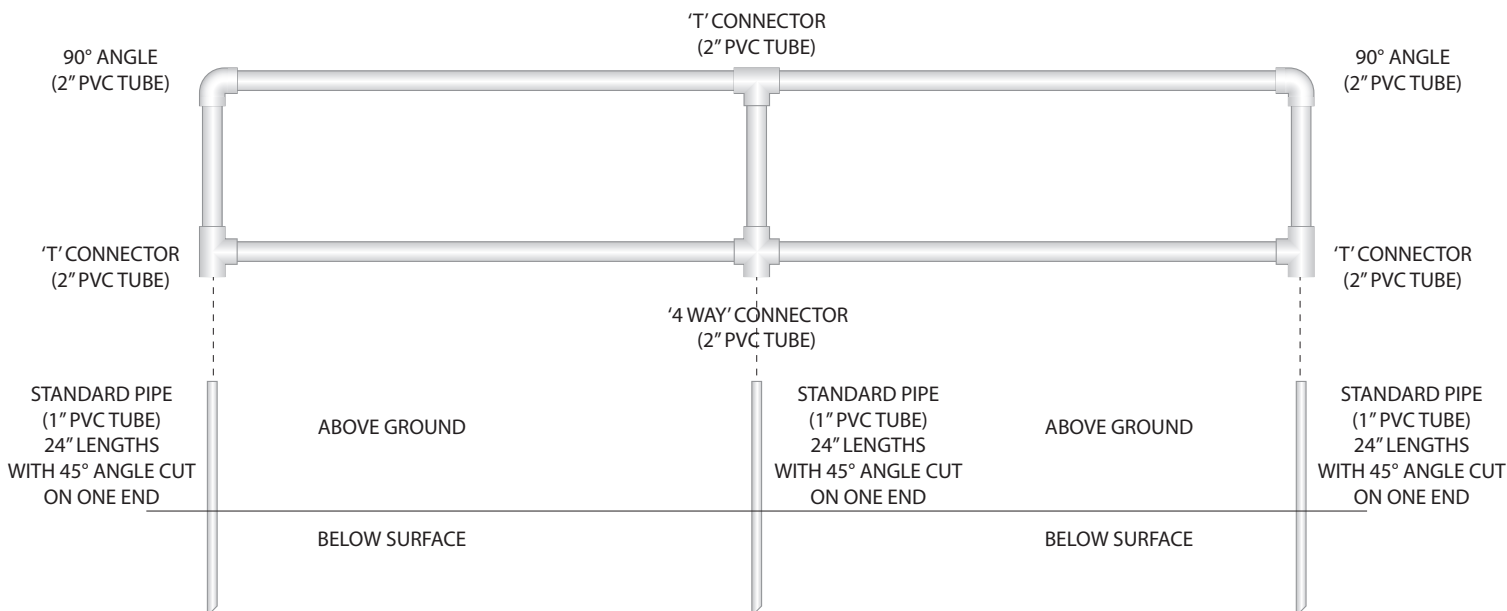 ‘T’ CONNECTOR
(2” PVC TUBE)
90° ANGLE
(2” PVC TUBE)
90° ANGLE
(2” PVC TUBE)
‘T’ CONNECTOR
(2” PVC TUBE)
‘T’ CONNECTOR
(2” PVC TUBE)
‘4 WAY’ CONNECTOR
(2” PVC TUBE)
STANDARD PIPE
(1” PVC TUBE)
24” LENGTHS
WITH 45° ANGLE CUT
ON ONE END
ABOVE GROUND
STANDARD PIPE
(1” PVC TUBE)
24” LENGTHS
WITH 45° ANGLE CUT
ON ONE END
ABOVE GROUND
STANDARD PIPE
(1” PVC TUBE)
24” LENGTHS
WITH 45° ANGLE CUT
ON ONE END
BELOW SURFACE
BELOW SURFACE